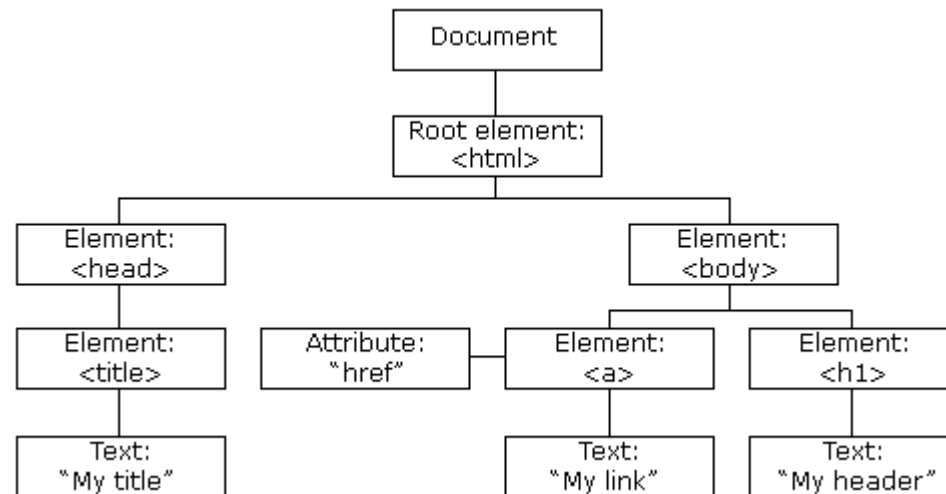 Document
Root element:
<html>
Element:
<head>
Element:
<body>
Element:
<title>
Attribute:
“href”
Element:
<a>
Element:
<h1>
Text:
“My title”
Text:
“My link”
Text:
“My header”